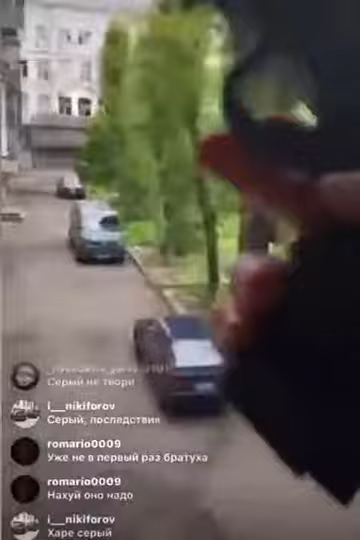 Серый не твори
i__nikiforov
Серый, последствия
romario0009
Уже не в первый раз братуха
romario0009
Нахуй оно надо
i__nikiforov
Харе серый